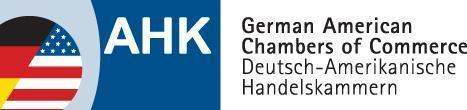 AHK
German American
Chambers of Commerce
Deutsch-Amerikanische
Handelskammern